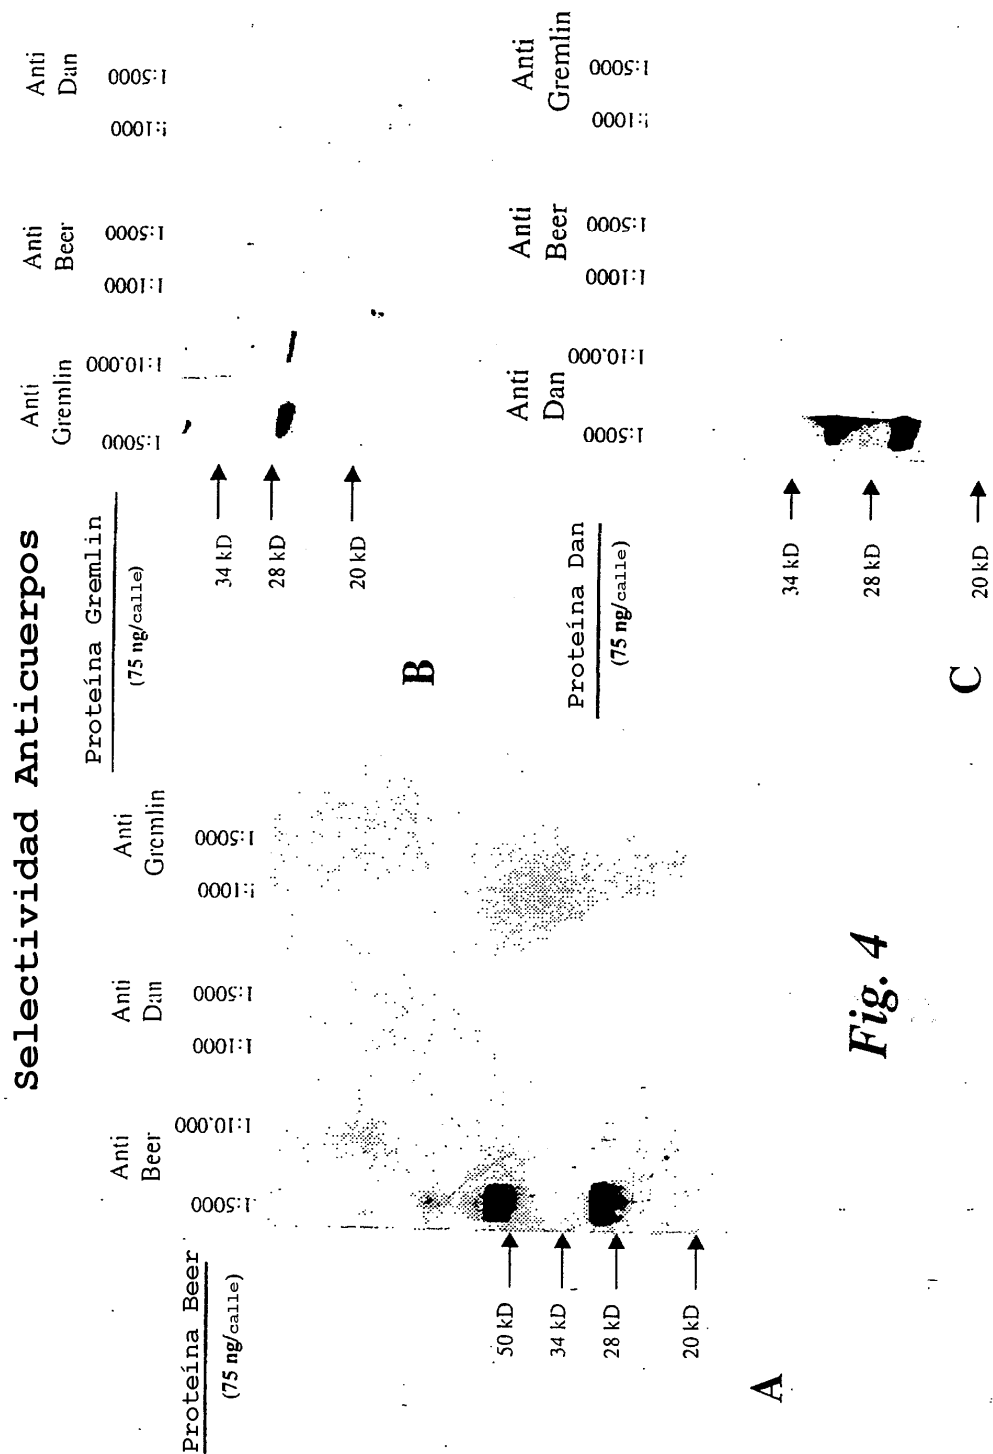 Selectividad Anticuerpos
Proteína Beer
(75 ng/calle)
Anti
Beer
Anti
Dan
Anti
Gremlin
1:5000
1:10.000
1:1000
1:5000
1:1000
1:5000
50 kD
34 kD
28 kD
20 kD
A
Proteína Gremlin
(75 ng/calle)
Anti
Gremlin
Anti
Beer
Anti
Dan
1:5000
1:10.000
1:1000
1:5000
1:1000
1:5000
34 kD
28 kD
20 kD
B
Proteína Dan
(75 ng/calle)
Anti
Dan
Anti
Beer
Anti
Gremlin
1:5000
1:10.000
1:1000
1:5000
1:1000
1:5000
34 kD
28 kD
20 kD
C
Fig. 4